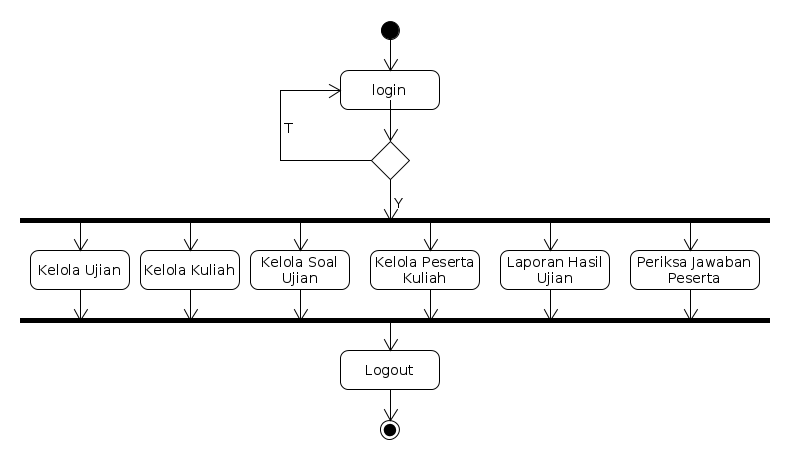 login
T
Y
Kelola Ujian
Kelola Kuliah
Kelola Soal
Ujian
Kelola Peserta
Kuliah
Laporan Hasil
Ujian
Periksa Jawaban
Peserta
Logout